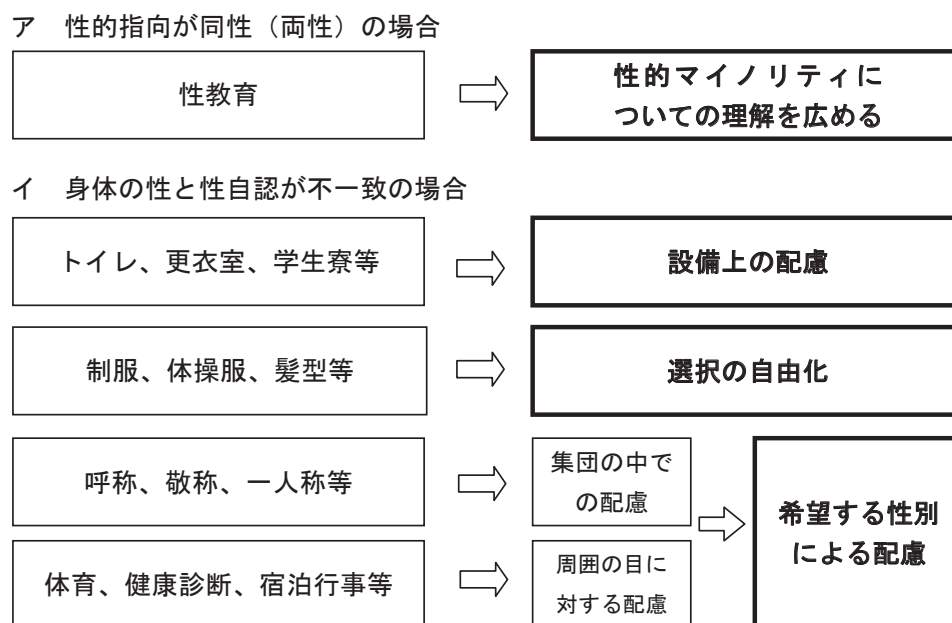 ア 性的指向が同性（両性）の場合
性教育
性的マイノリティに
ついての理解を広める
イ 身体の性と性自認が不一致の場合
トイレ、更衣室、学生寮等
設備上の配慮
制服、体操服、髪型等
選択の自由化
呼称、敬称、一人称等
集団の中で
の配慮
体育、健康診断、宿泊行事等
周囲の目に
対する配慮
希望する性別
による配慮